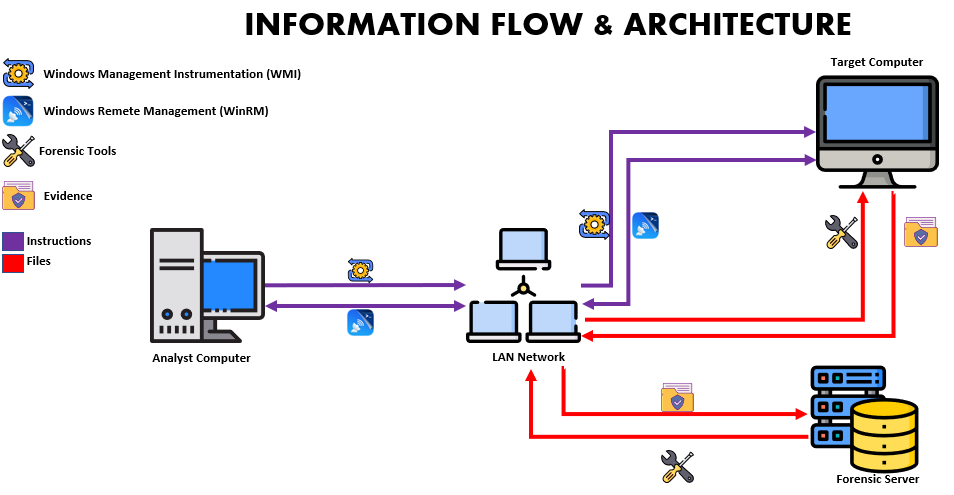 INFORMATION FLOW & ARCHITECTURE
Target Computer
Windows Management Instrumentation (WMI)
Windows Remete Management (WinRM)
Forensic Tools
Evidence
Instructions
Files
Analyst Computer
LAN Network
Forensic Server